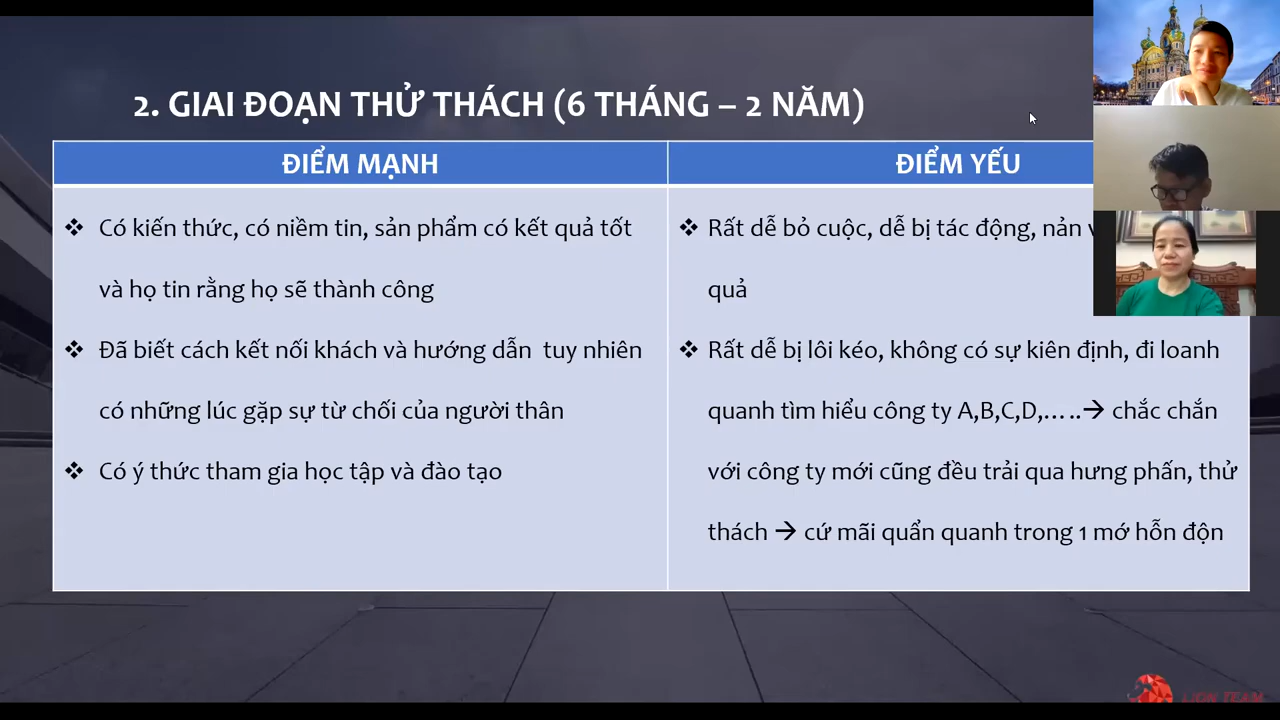 2. GIAI ĐOẠN THỬ THÁCH (6 THÁNG – 2 NĂM)
ĐIỂM MẠNH
ĐIỂM YẾU
❖ Có kiến thức, có niềm tin, sản phẩm có kết quả tốt
và họ tin rằng họ sẽ thành công
❖ Đã biết cách kết nối khách và hướng dẫn tuy nhiên
có những lúc gặp sự từ chối của người thân
❖ Có ý thức tham gia học tập và đào tạo
❖ Rất dễ bỏ cuộc, dễ bị tác động, nản
quả
❖ Rất dễ bị lôi kéo, không có sự kiên định, đi loanh
quanh tìm hiểu công ty A,B,C,D,…..→ chắc chắn
với công ty mới cũng đều trải qua hưng phấn, thử
thách → cứ mãi quẩn quanh trong 1 mớ hỗn độn
LION TEAM